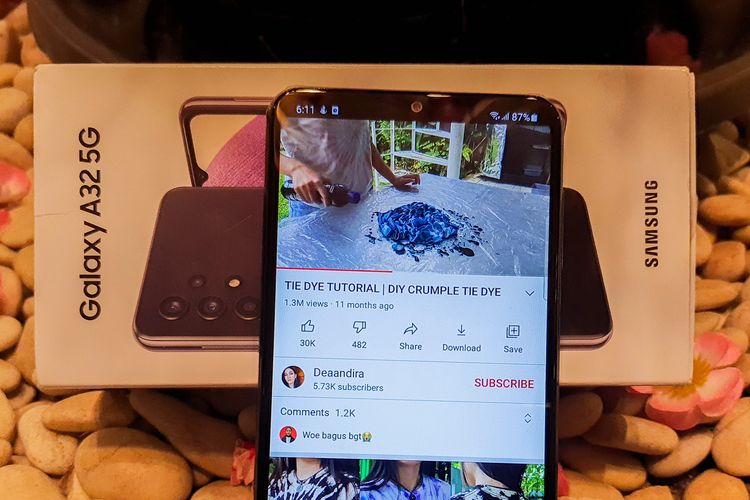 Galaxy A32 5G
SAMSUNG
6:11
87%
TIE DYE TUTORIAL | DIY CRUMPLE TIE DYE
1.3M views · 11 months ago
30K
482
Share
Download
Save
Deaandira
5.73K subscribers
SUBSCRIBE
Comments 1.2K
Woe bagus bgt😭